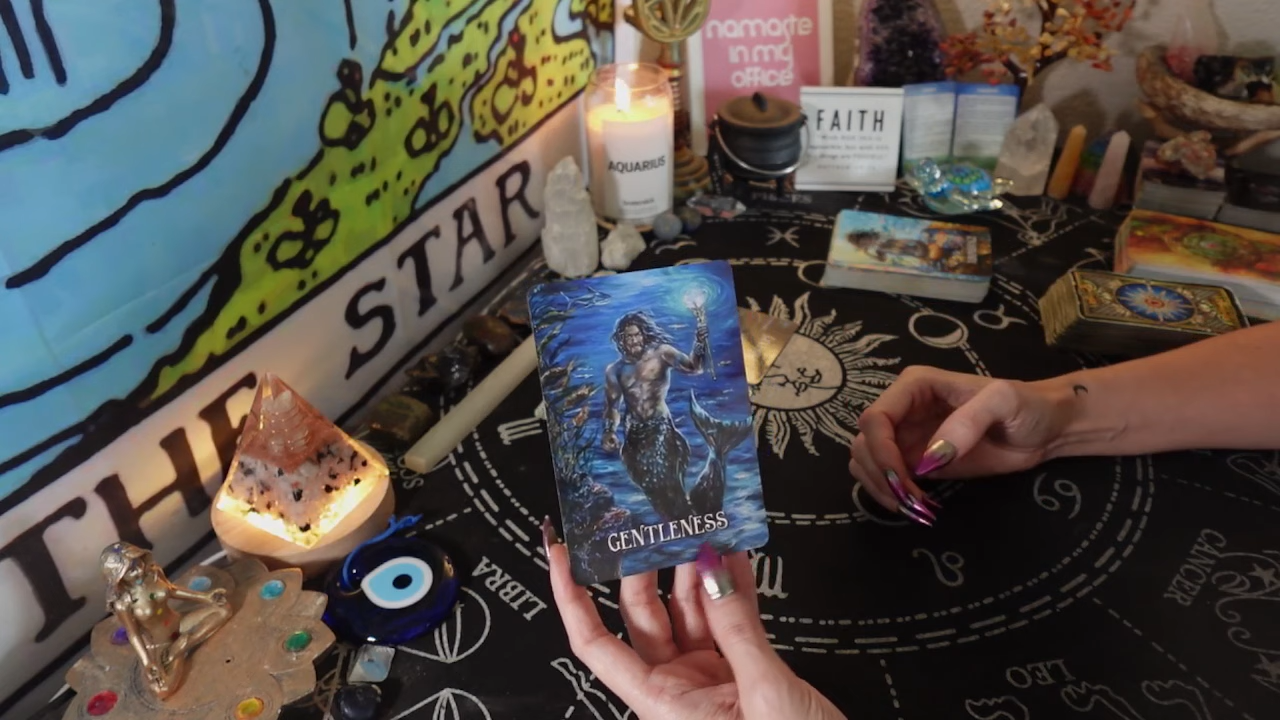 namaste
in my
office
FAITH
AQUARIUS
THE STAR
GENTLENESS
LIBRA
CANCER
LEO